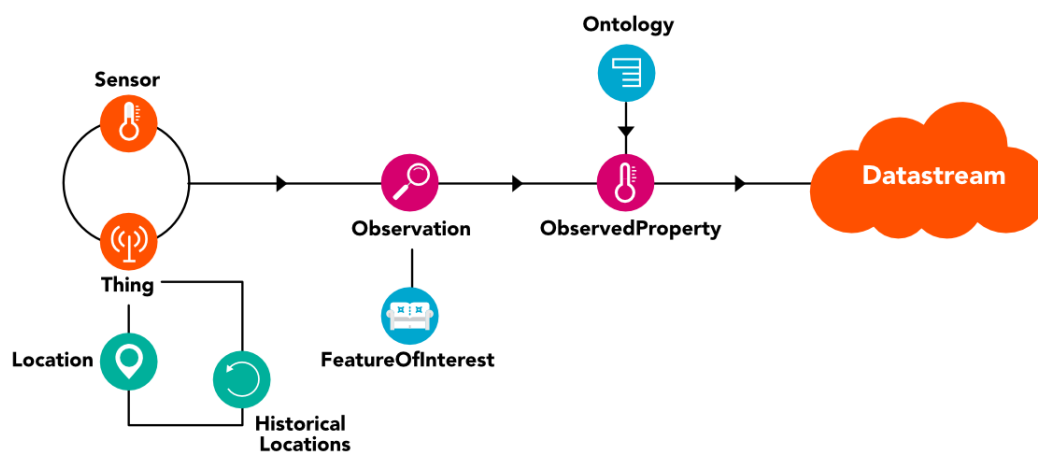 Ontology
Sensor
Datastream
Observation
ObservedProperty
Thing
Location
FeatureOfInterest
Historical
Locations